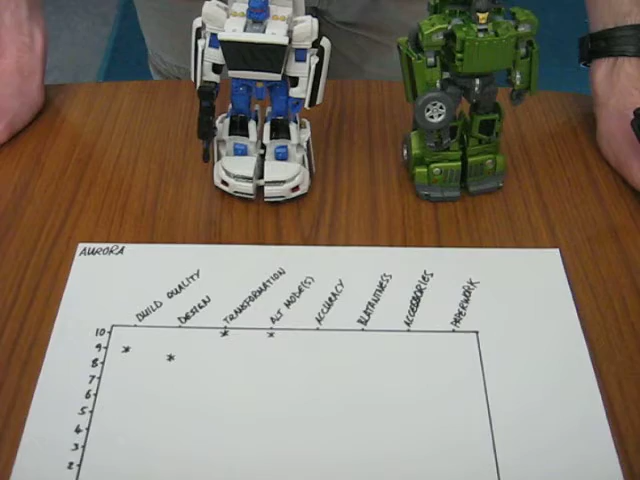 AURORA
BUILD QUALITY
DESIGN
TRANSFORMATION
ALT MODE(S)
ACCURACY
BLATANTNESS
ACCESSORIES
PAPERWORK
10
9
8
7
6
5
4
3
2